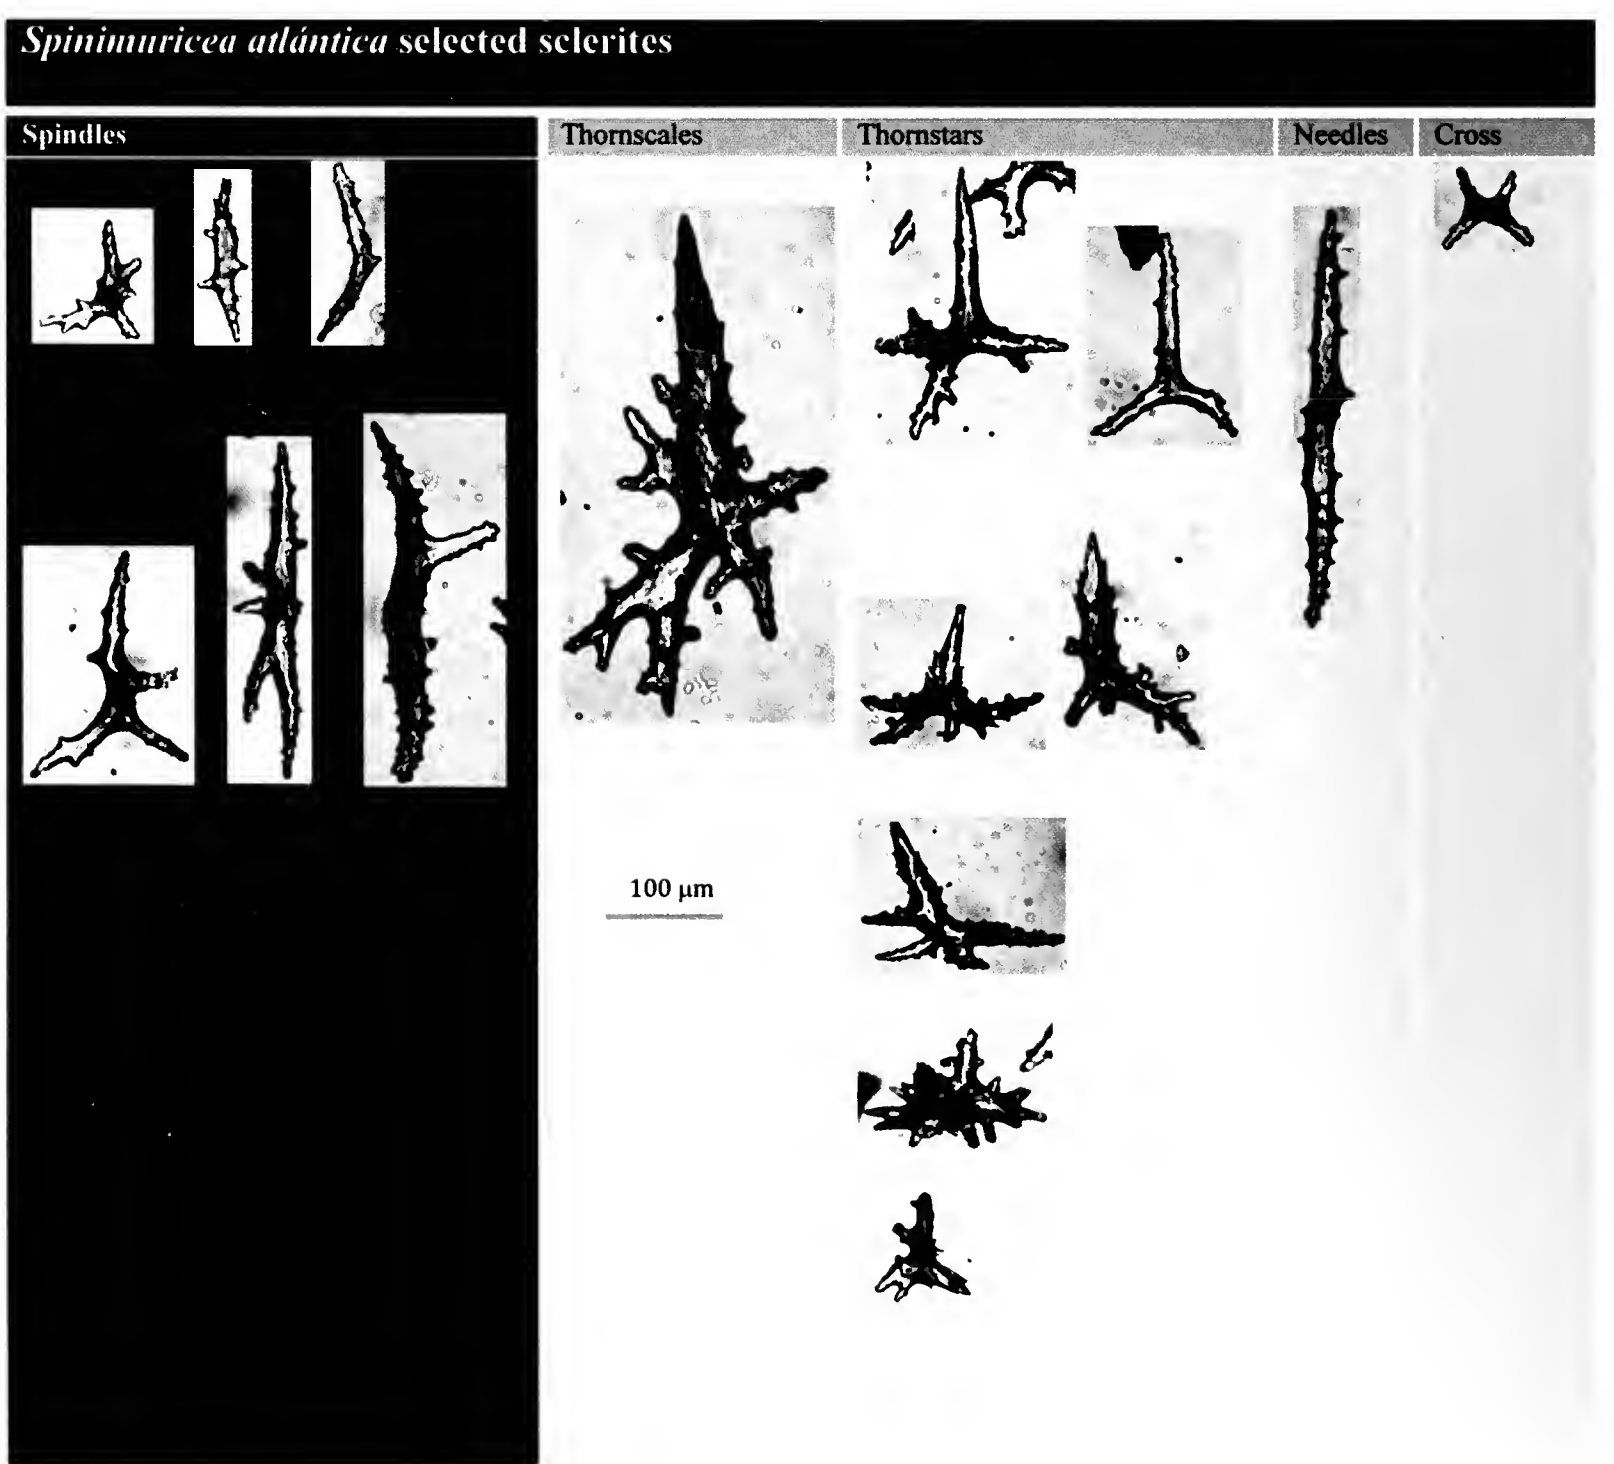 Spinimuricea atlántica selected sclerites
Spindles
Thornscales
Thornstars
Needles
Cross
100 µm